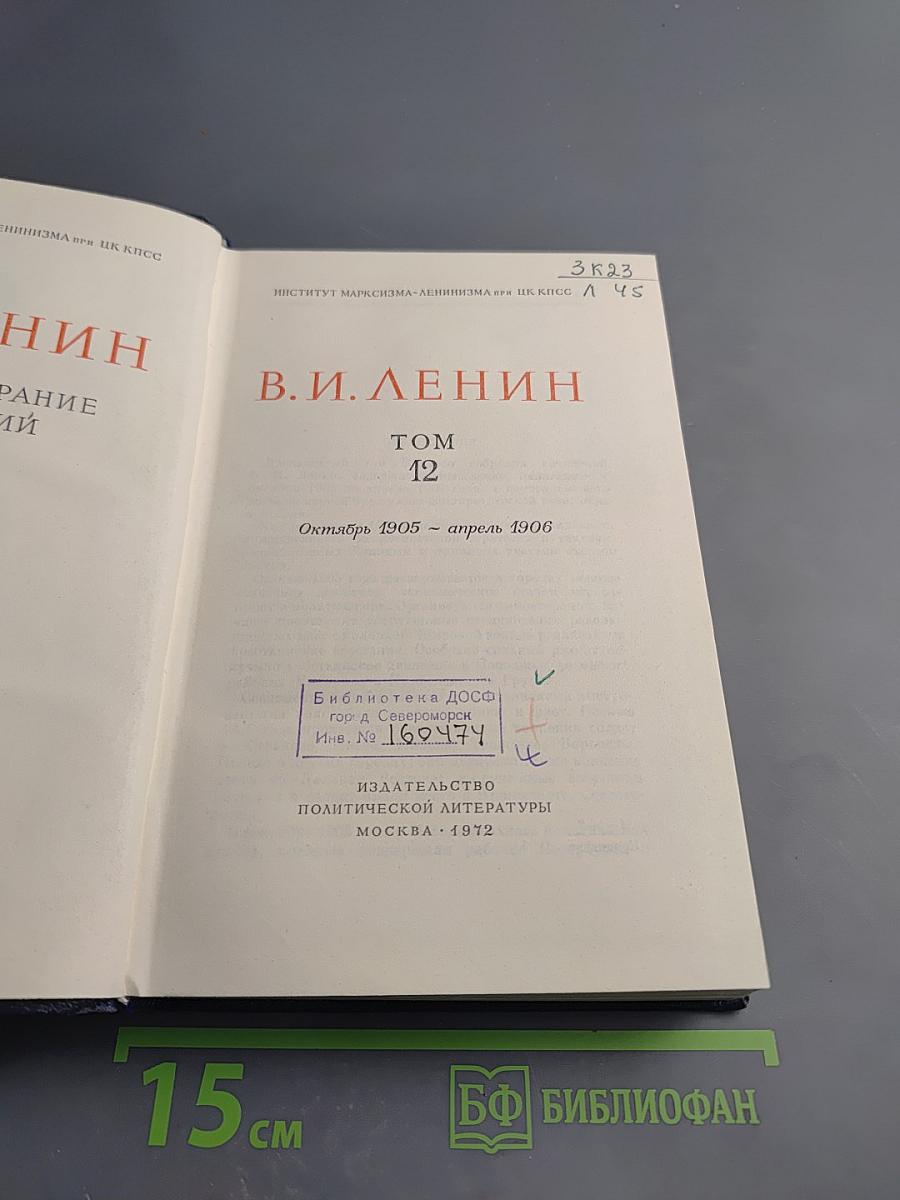 ЕНИНИЗМА при ЦК КПСС
НИН
РАНИЕ
ИЙ
3К23
ИНСТИТУТ МАРКСИЗМА-ЛЕНИНИЗМА при ЦК КПСС Л 45
В. И. ЛЕНИН
ТОМ
12
Октябрь 1905 ~ апрель 1906
Библиотека ДОСФ
гор д Североморск
Инв. № 160474
ИЗДАТЕЛЬСТВО
ПОЛИТИЧЕСКОЙ ЛИТЕРАТУРЫ
МОСКВА · 1972
15 см
БФ БИБЛИОФАН